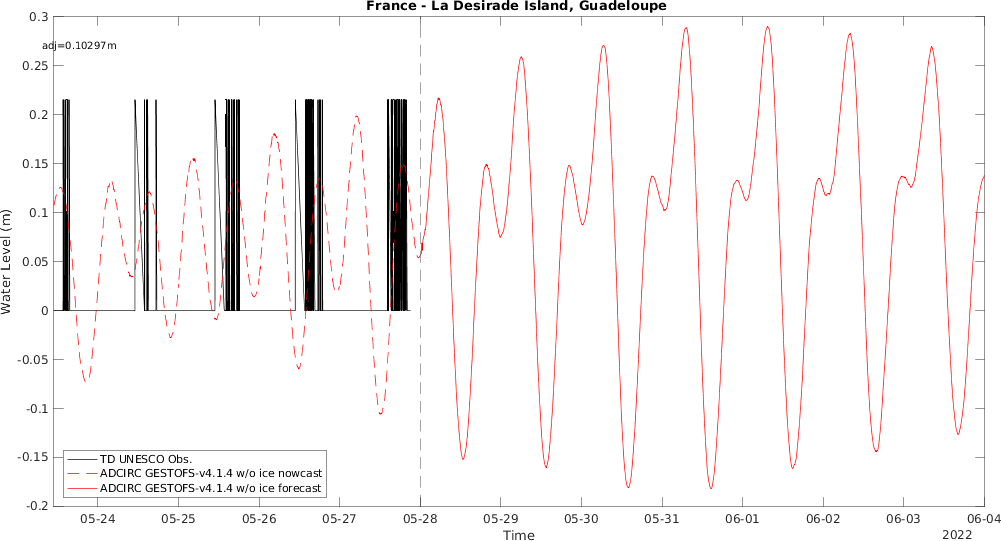 France - La Desirade Island, Guadeloupe
adj=0.10297m
0.3
0.25
0.2
0.15
0.1
0.05
0
-0.05
-0.1
-0.15
-0.2
Water Level (m)
TD UNESCO Obs.
ADCIRC GESTOFS-v4.1.4 w/o ice nowcast
ADCIRC GESTOFS-v4.1.4 w/o ice forecast
05-24 05-25 05-26 05-27 05-28 05-29 05-30 05-31 06-01 06-02 06-03 06-04
Time
2022